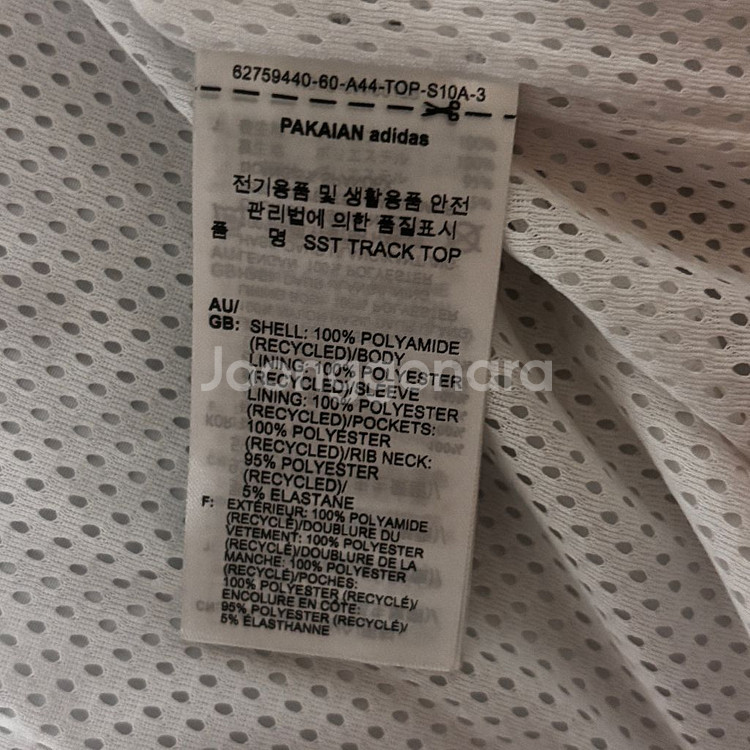 62759440-60-A44-TOP-S10A-3
PAKAIAN adidas
전기용품 및 생활용품 안전
관리법에 의한 품질표시
품 명 SST TRACK TOP
AU/
GB: SHELL: 100% POLYAMIDE
(RECYCLED)/BODY
LINING: 100% POLYESTER
(RECYCLED)/SLEEVE
LINING: 100% POLYESTER
(RECYCLED)/POCKETS:
100% POLYESTER
(RECYCLED)/RIB NECK:
95% POLYESTER
(RECYCLED)/
5% ELASTANE
F: EXTÉRIEUR: 100% POLYAMIDE
(RECYCLÉ)/DOUBLURE DU
VETEMENT: 100% POLYESTER
(RECYCLÉ)/DOUBLURE DE LA
MANCHE: 100% POLYESTER
(RECYCLÉ)/POCHES:
100% POLYESTER (RECYCLÉ)/
ENCOLURE EN CÔTE:
95% POLYESTER (RECYCLÉ)/
5% ÉLASTHANNE
Joonggonara